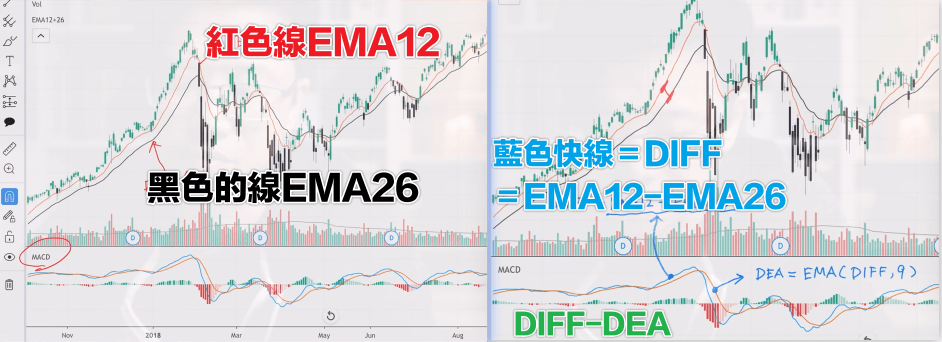 Vol
EMA12+26
紅色線EMA12
黑色的線EMA26
D
D
D
MACD
Nov
2018
Mar
May
Jun
Aug
藍色快線＝DIFF
＝EMA12-EMA26
D
D
MACD
DEA = EMA(DIFF,9)
DIFF-DEA